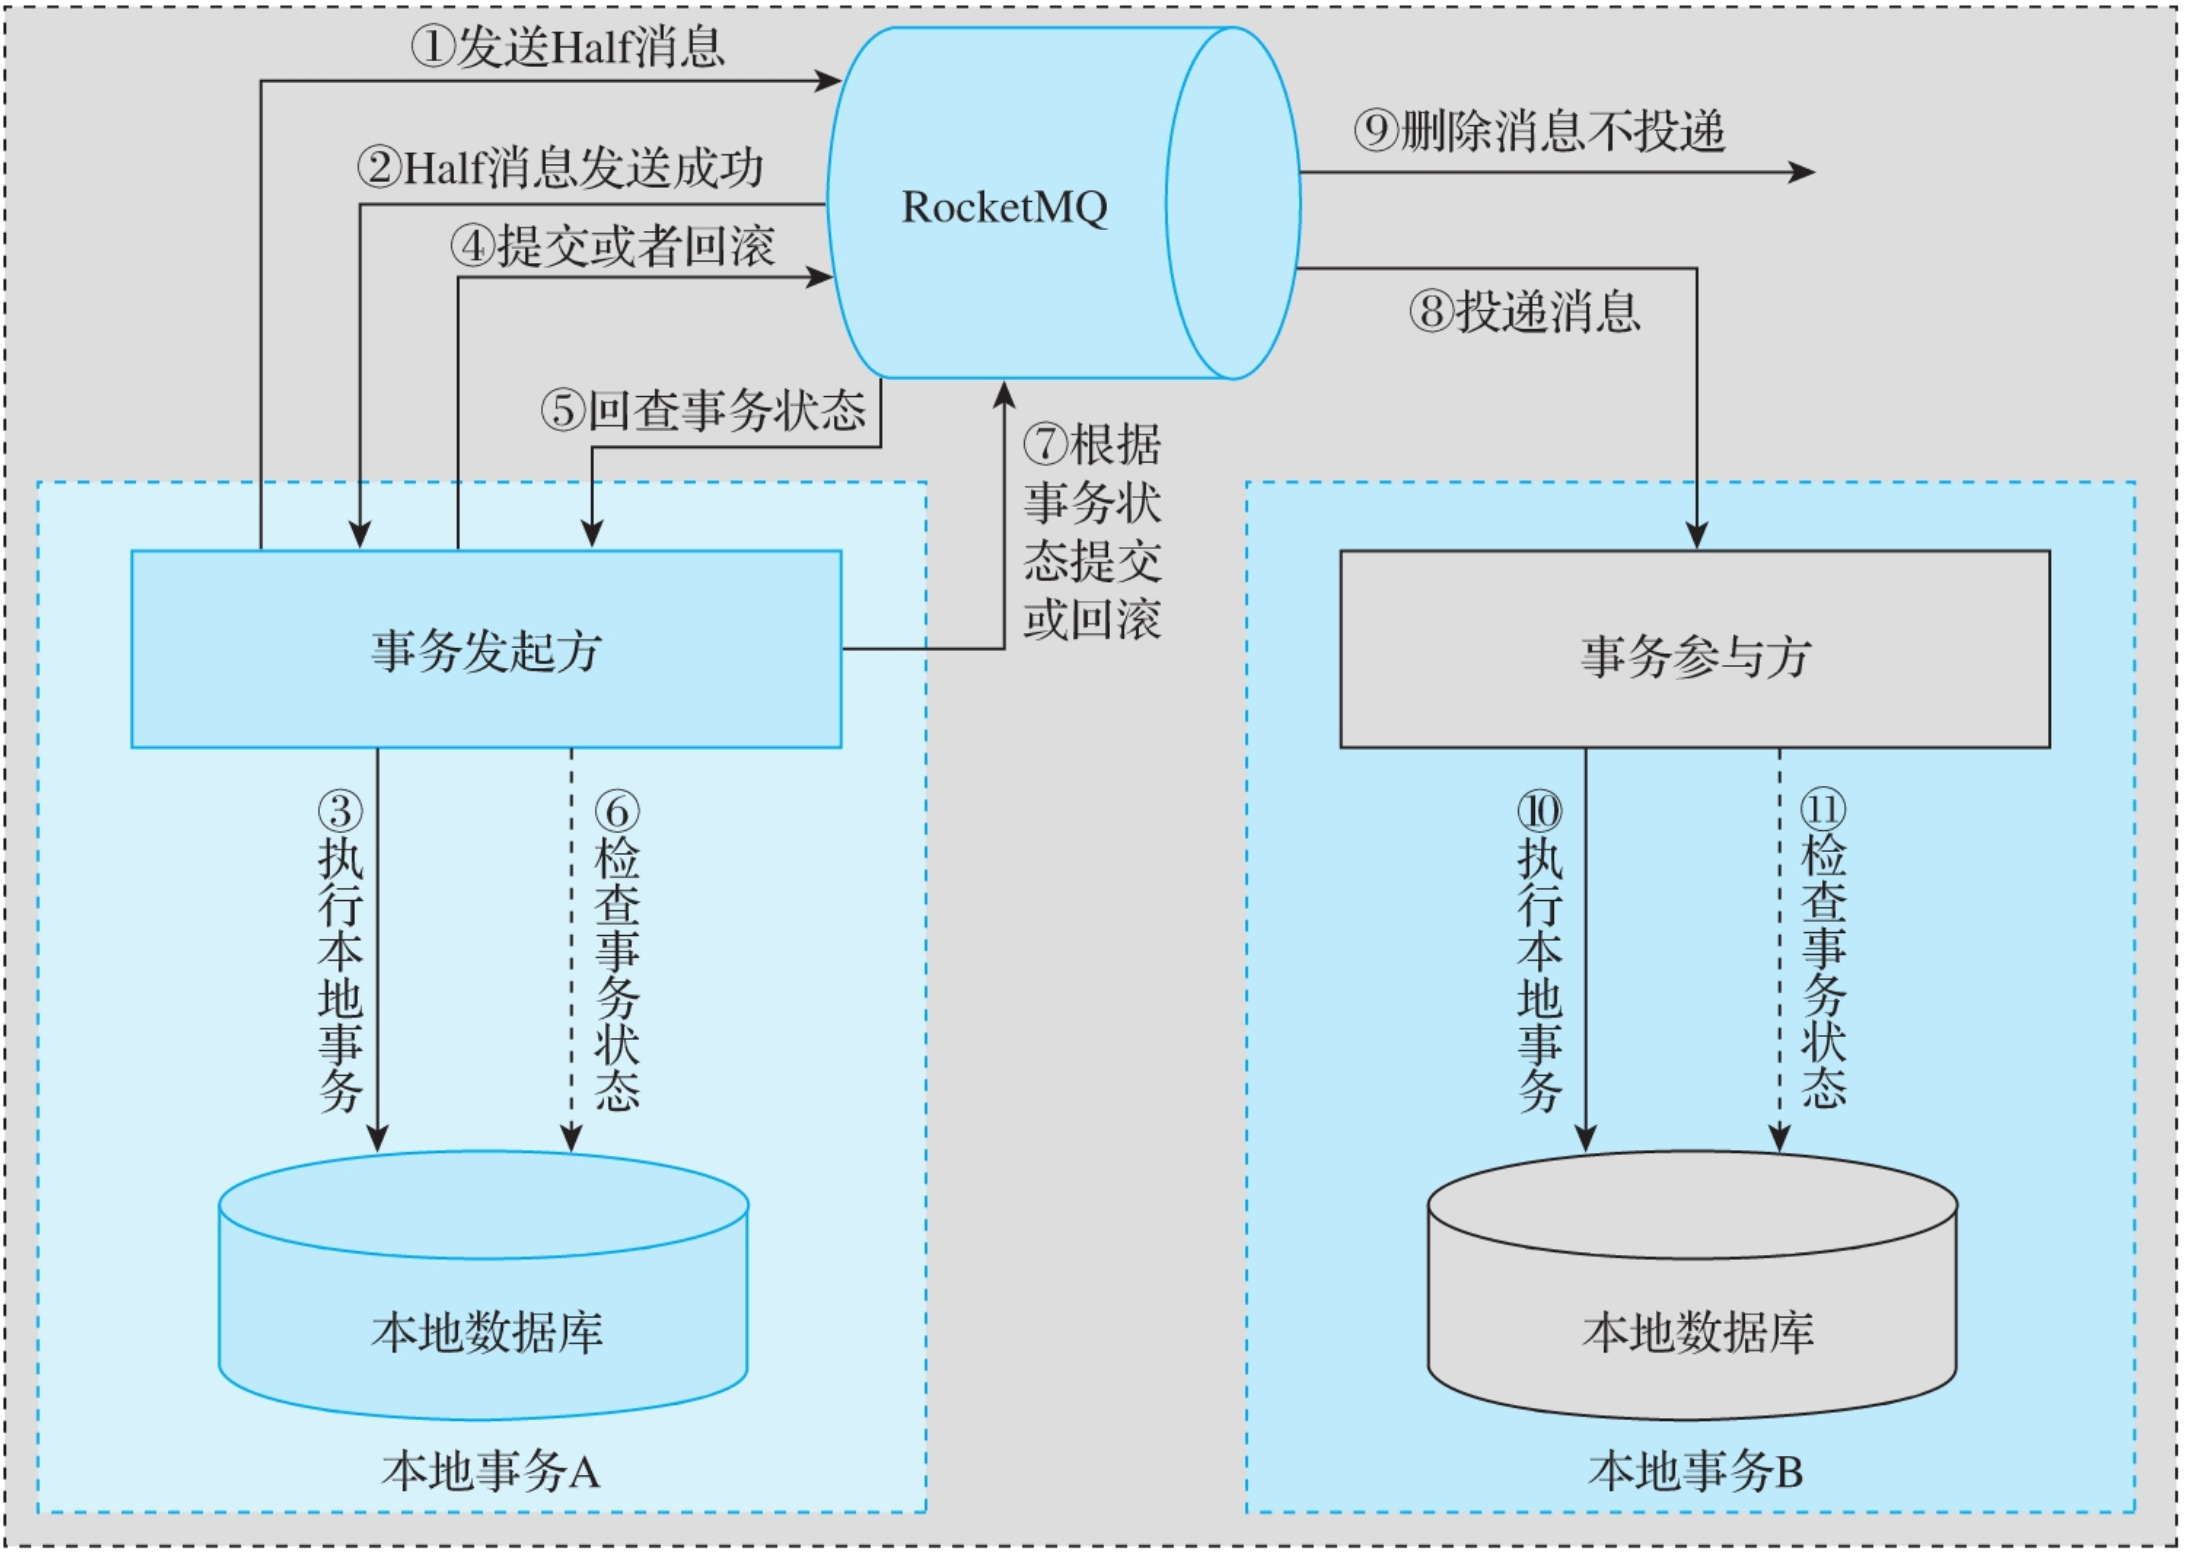 ①发送Half消息
②Half消息发送成功
④提交或者回滚
⑤回查事务状态
RocketMQ
⑨删除消息不投递
⑧投递消息
⑦根据
事务状
态提交
或回滚
事务发起方
事务参与方
③执行本地事务
⑥检查事务状态
⑩执行本地事务
⑪检查事务状态
本地数据库
本地数据库
本地事务A
本地事务B